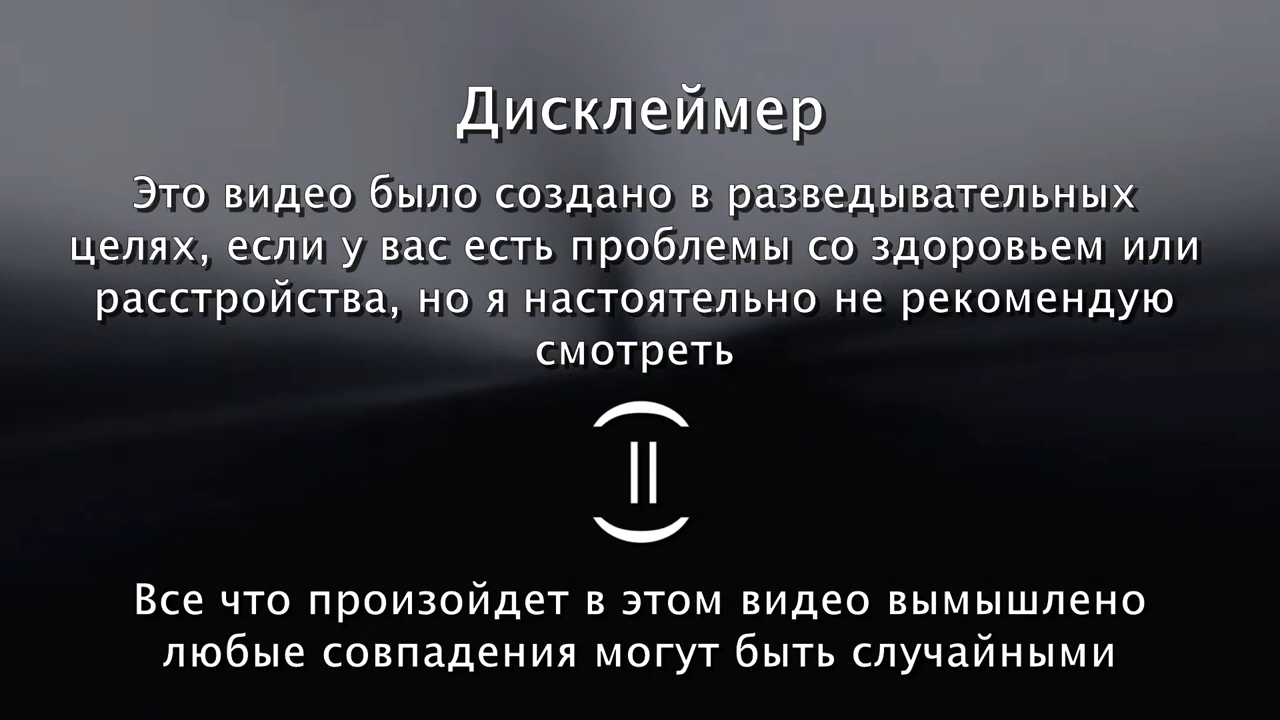 Дисклеймер
Это видео было создано в разведывательных
целях, если у вас есть проблемы со здоровьем или
расстройства, но я настоятельно не рекомендую
смотреть
Все что произойдет в этом видео вымышлено
любые совпадения могут быть случайными